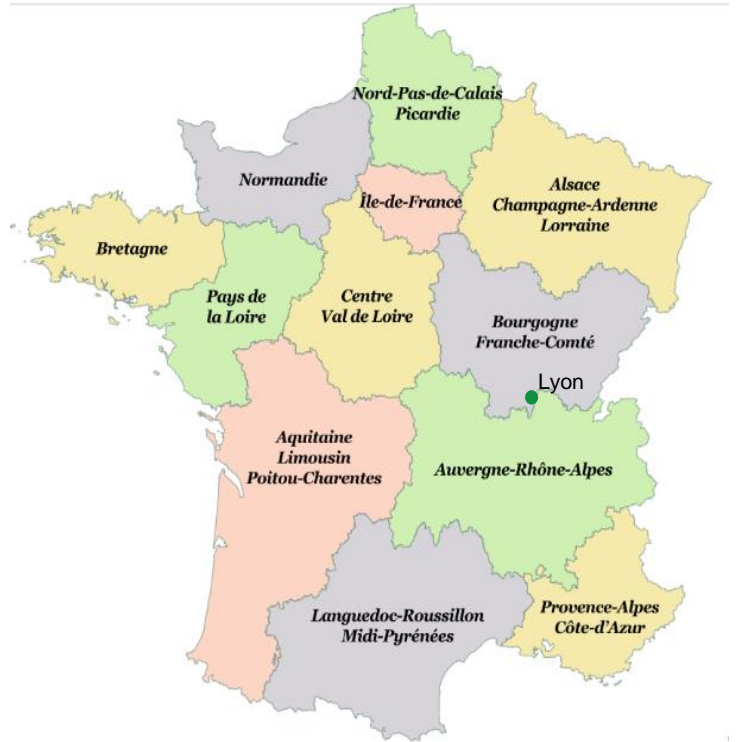 Nord-Pas-de-Calais
Picardie
Normandie
Île-de-France
Alsace
Champagne-Ardenne
Lorraine
Bretagne
Pays de
la Loire
Centre
Val de Loire
Bourgogne
Franche-Comté
Lyon
Aquitaine
Limousin
Poitou-Charentes
Auvergne-Rhône-Alpes
Languedoc-Roussillon
Midi-Pyrénées
Provence-Alpes
Côte-d'Azur